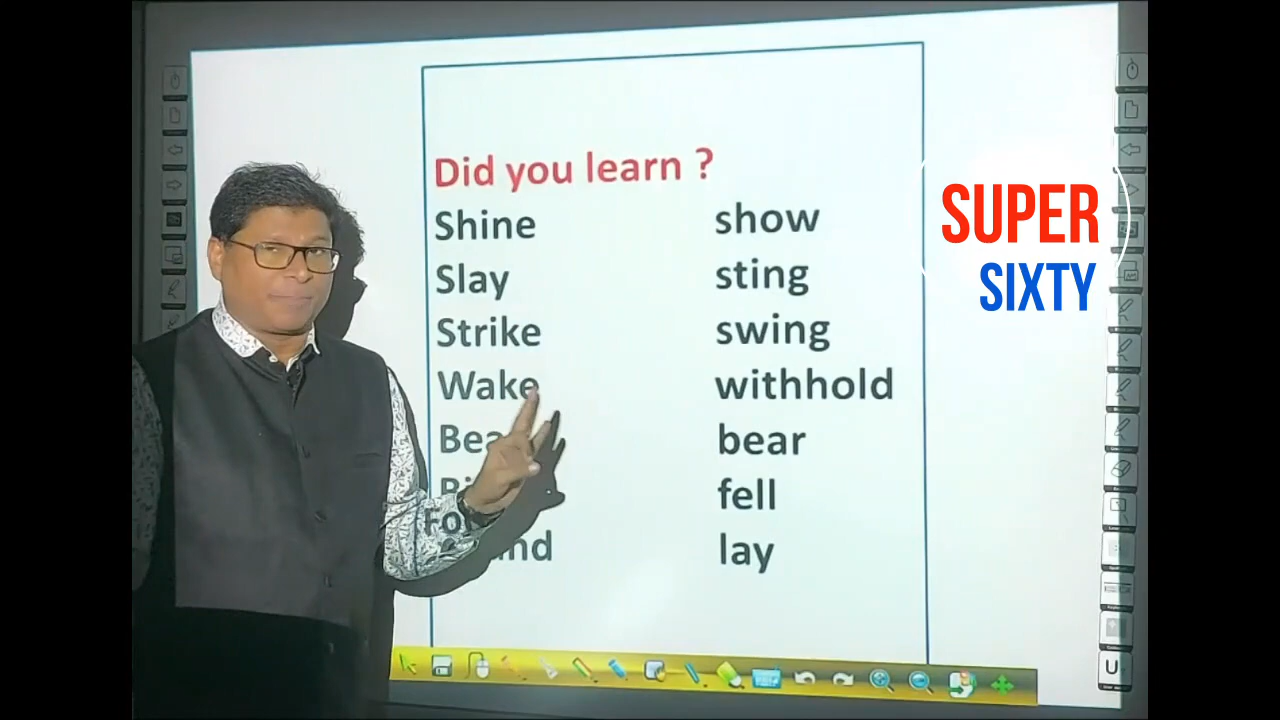 Did you learn ?
Shine show
Slay sting
Strike swing
Wake withhold
bear
fell
lay
SUPER
SIXTY
U